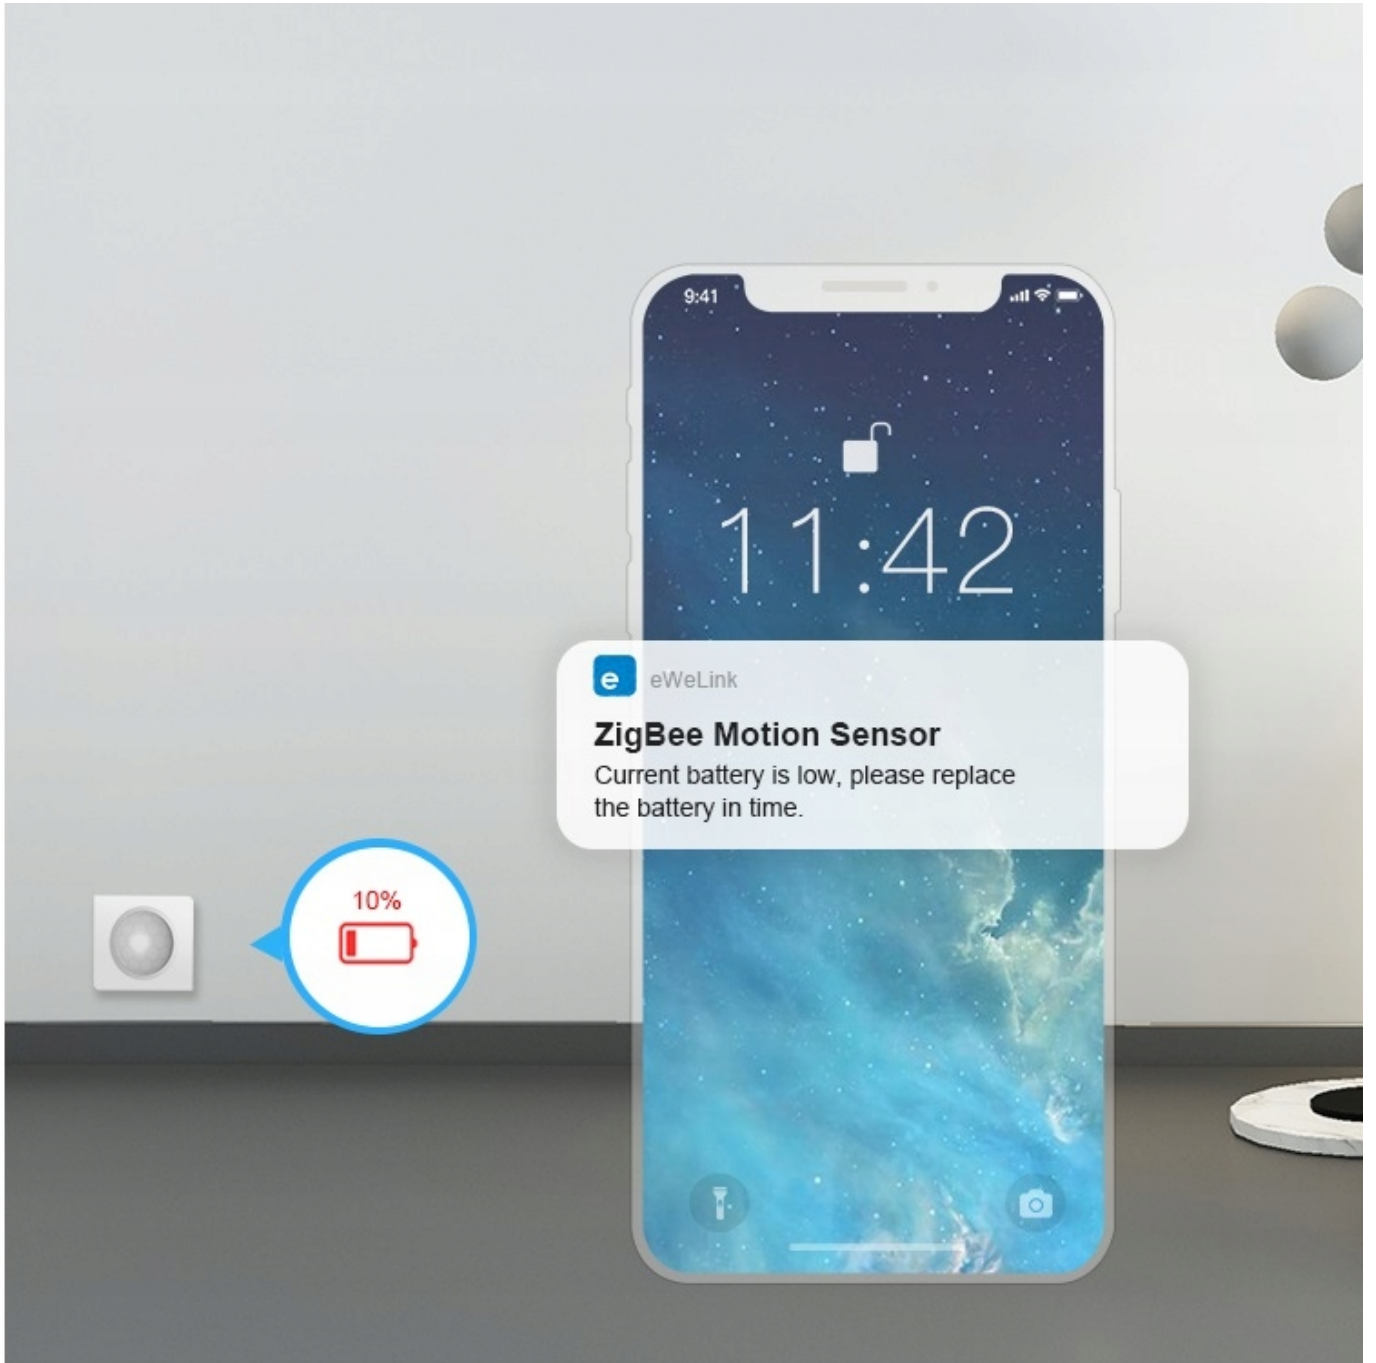 9:41
11:42
e eWeLink
ZigBee Motion Sensor
Current battery is low, please replace
the battery in time.
10%